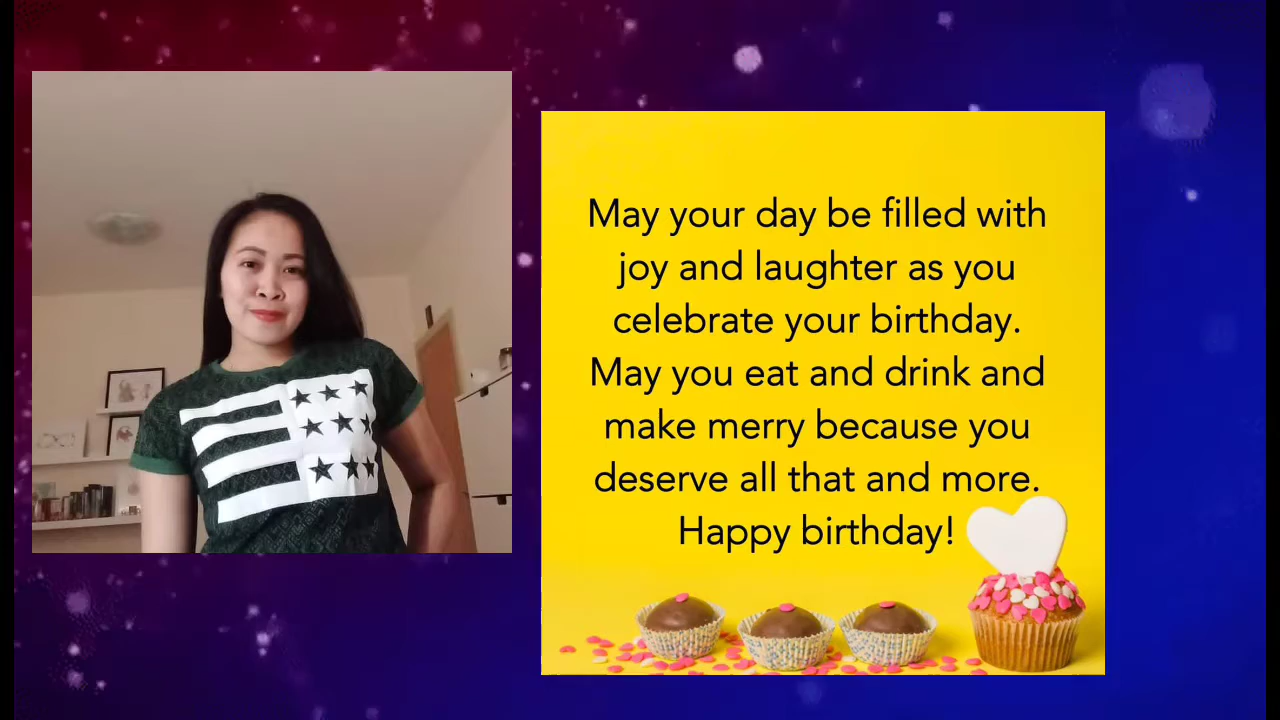 May your day be filled with
joy and laughter as you
celebrate your birthday.
May you eat and drink and
make merry because you
deserve all that and more.
Happy birthday!